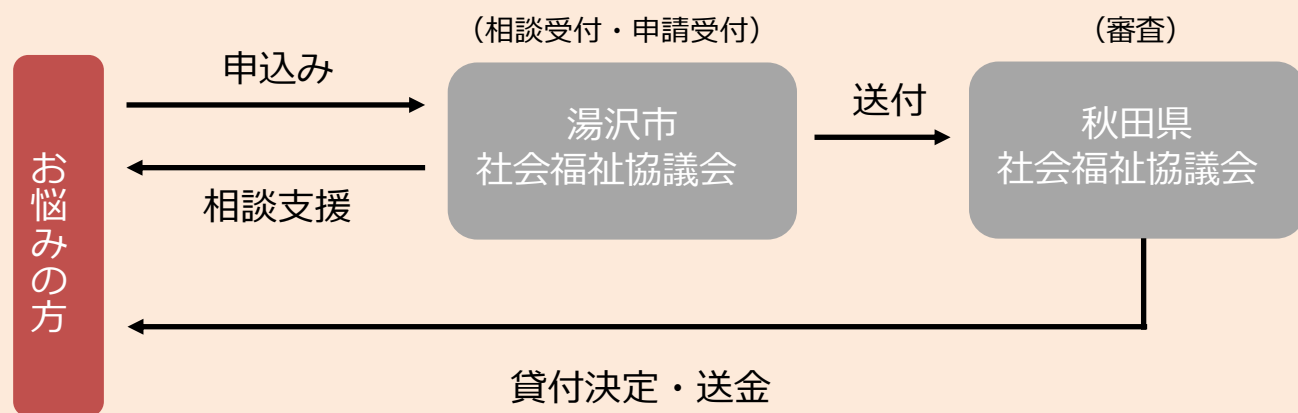 （相談受付・申請受付）
（審査）
申込み
湯沢市
社会福祉協議会
送付
秋田県
社会福祉協議会
お悩みの方
相談支援
貸付決定・送金